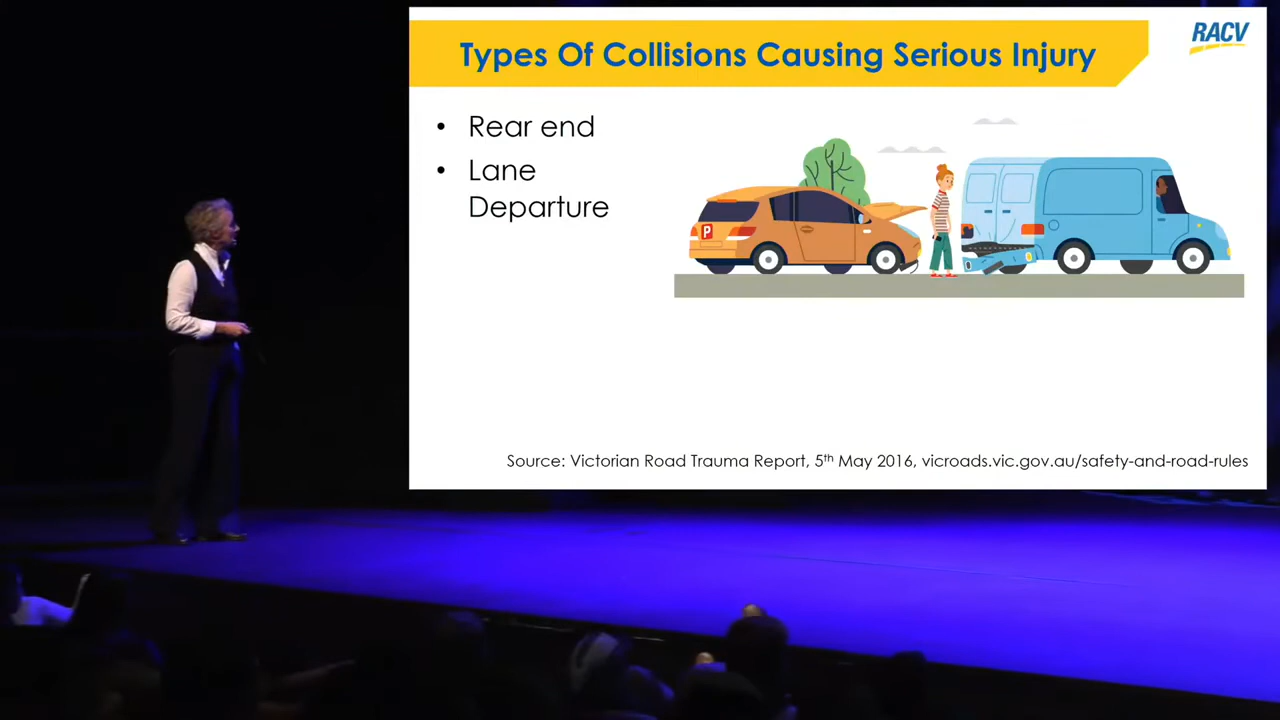 Types Of Collisions Causing Serious Injury
RACV
• Rear end
• Lane
Departure
P
Source: Victorian Road Trauma Report, 5th May 2016, vicroads.vic.gov.au/safety-and-road-rules